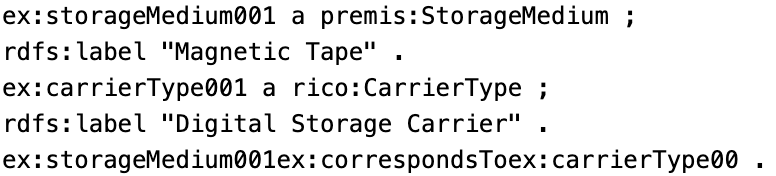 ex:storageMedium001 a premis:StorageMedium ;
rdfs:label "Magnetic Tape" .
ex:carrierType001 a rico:CarrierType ;
rdfs:label "Digital Storage Carrier" .
ex:storageMedium001ex:correspondsToex:carrierType00 .